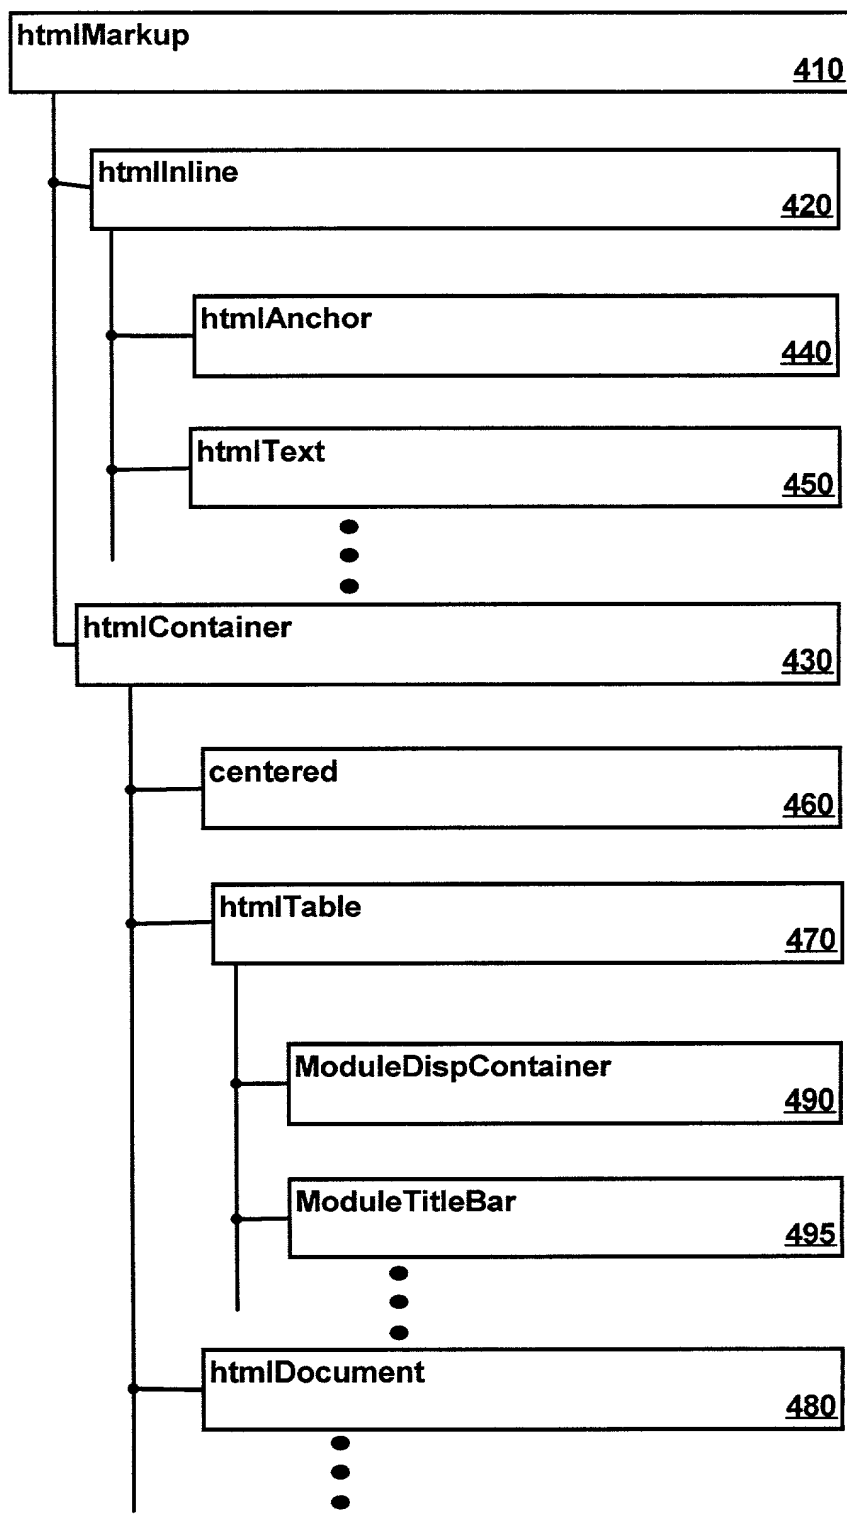 htmlMarkup
410
htmlInline
420
htmlAnchor
440
htmlText
450
htmlContainer
430
centered
460
htmlTable
470
ModuleDispContainer
490
ModuleTitleBar
495
htmlDocument
480